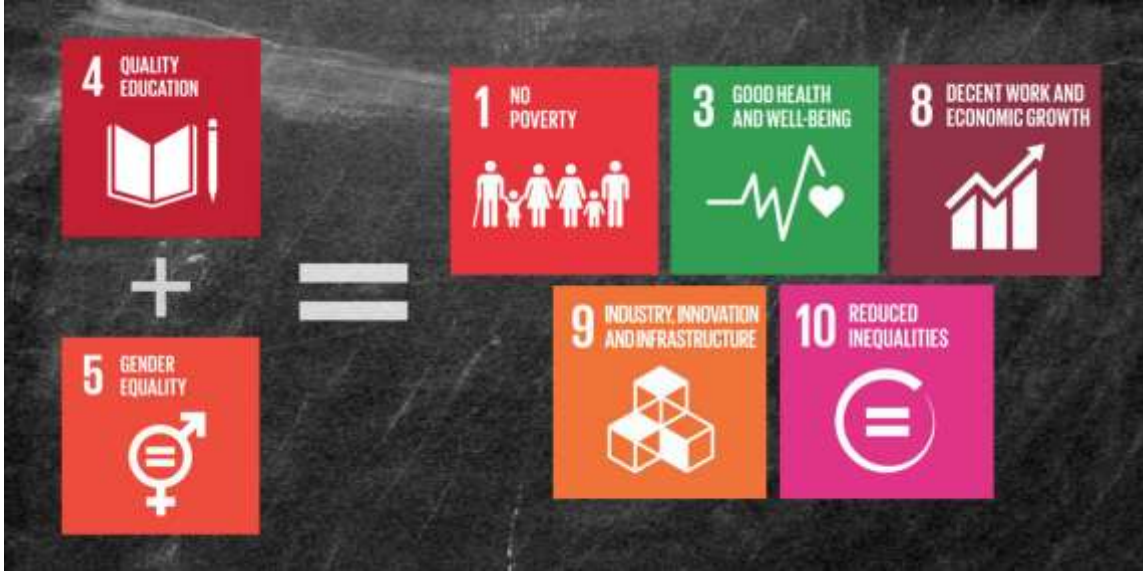 4 QUALITY
EDUCATION
+
5 GENDER
EQUALITY
=
1 NO
POVERTY
3 GOOD HEALTH
AND WELL-BEING
8 DECENT WORK AND
ECONOMIC GROWTH
9 INDUSTRY, INNOVATION
AND INFRASTRUCTURE
10 REDUCED
INEQUALITIES